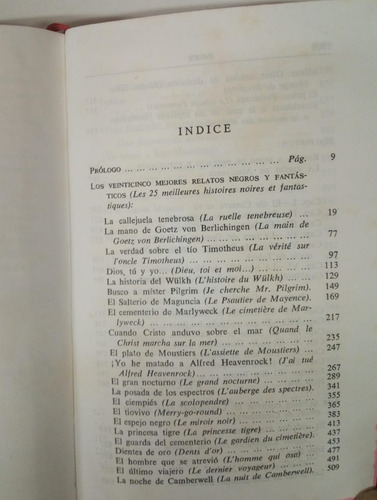 INDICE
PRÓLOGO ... ... ... ... ... ... ... ... ... ... ... Pág. 9
LOS VEINTICINCO MEJORES RELATOS NEGROS Y FANTÁS-
TICOS (Les 25 meilleures histoires noires et fantas-
tiques):
La callejuela tenebrosa (La ruelle tenebreuse) ... ... 19
La mano de Goetz von Berlichingen (La main de
Goetz von Berlichingen) ... ... ... ... ... ... 77
La verdad sobre el tío Timotheus (La vérité sur
l'oncle Timotheus) ... ... ... ... ... ... ... 97
Dios, tú y yo... (Dieu, toi et moi...) ... ... ... ... 113
La historia del Wülkh (L'histoire du Wülkh) ... ... 129
Busco a míster Pilgrim (Je cherche Mr. Pilgrim). 149
El Salterio de Maguncia (Le Psautier de Mayence). 169
El cementerio de Marlyweck (Le cimetière de Mar-
lyweck) ... ... ... ... ... ... ... ... ... 217
Cuando Cristo anduvo sobre el mar (Quand le
Christ marcha sur la mer) ... ... ... ... ... 235
El plato de Moustiers (L'assiette de Moustiers) ... 247
¡Yo he matado a Alfred Heavenrock! (J'ai tué
Alfred Heavenrock) ... ... ... ... ... ... ... 267
El gran nocturno (Le grand nocturne) ... ... ... 289
La posada de los espectros (L'auberge des spectres). 341
El ciempiés (La scolopendre) ... ... ... ... ... 355
El tiovivo (Merry-go-round) ... ... ... ... ... 365
El espejo negro (Le miroir noir) ... ... ... ... 383
La princesa tigre (La princesse tigre) ... ... ... 413
El guarda del cementerio (Le gardien du cimetière). 437
Dientes de oro (Dents d'or) ... ... ... ... ... 453
El hombre que se atrevió (L'homme qui osa) ... ... 477
El último viajero (Le dernier voyageur) ... ... ... 491
La noche de Camberwell (La nuit de Camberwell). 509